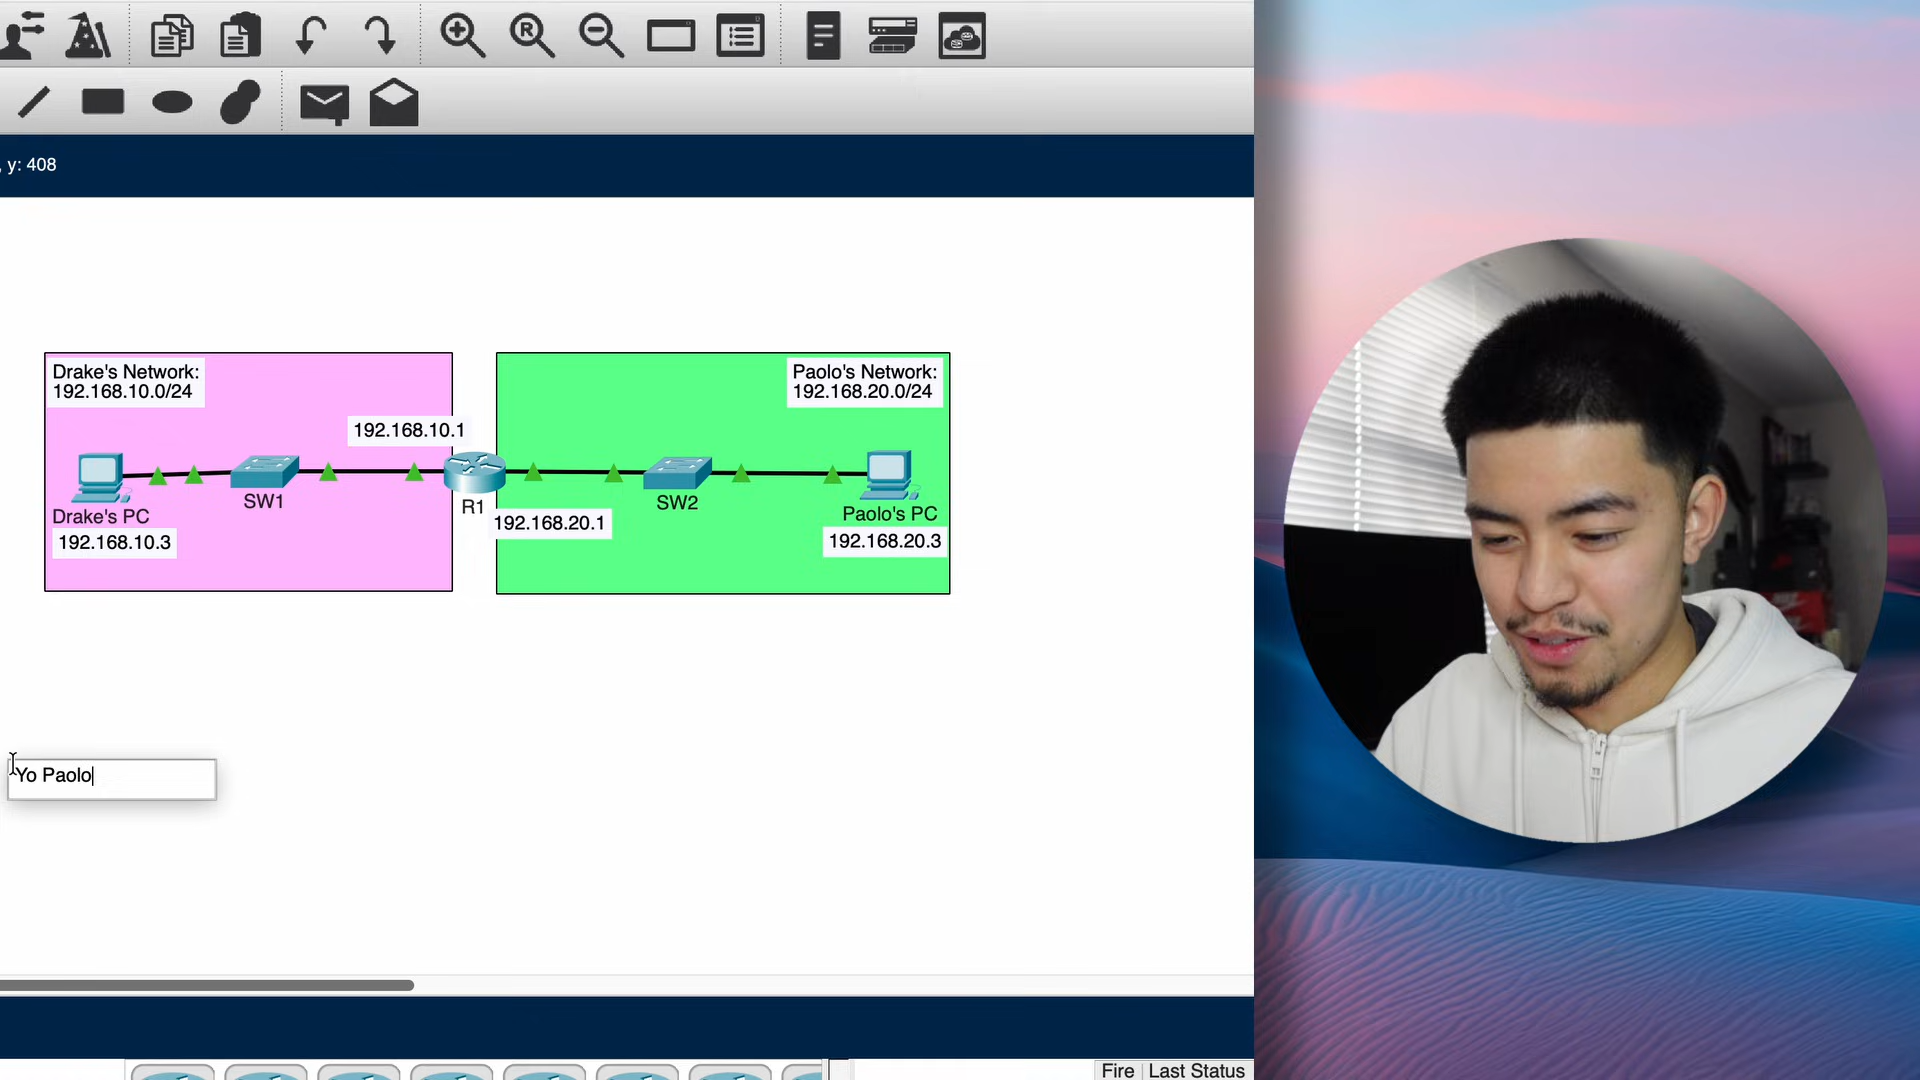 , y: 408
Drake's Network:
192.168.10.0/24
Paolo's Network:
192.168.20.0/24
192.168.10.1
SW1
R1
SW2
192.168.20.1
Drake's PC
192.168.10.3
Paolo's PC
192.168.20.3
Yo Paolo
Fire
Last Status